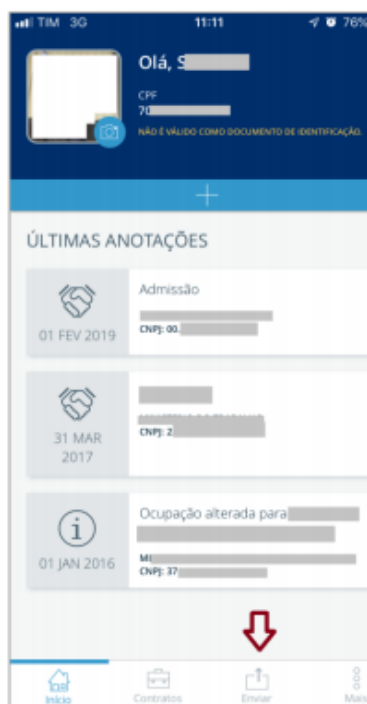 TIM 3G 11:11 76%
Olá, S
CPF
70
NÃO É VÁLIDO COMO DOCUMENTO DE IDENTIFICAÇÃO.
ÚLTIMAS ANOTAÇÕES
Admissão
CNPJ: 00.
01 FEV 2019
CNPJ: 2
31 MAR
2017
Ocupação alterada para
01 JAN 2016
MI
CNPJ: 37
Início Contratos Enviar Mais